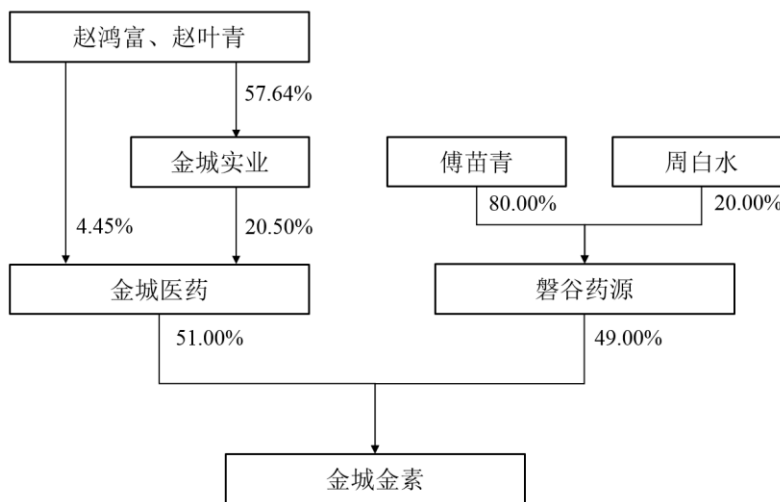 赵鸿富、赵叶青
57.64%
金城实业
傅苗青
周白水
4.45%
20.50%
80.00%
20.00%
金城医药
磐谷药源
51.00%
49.00%
金城金素